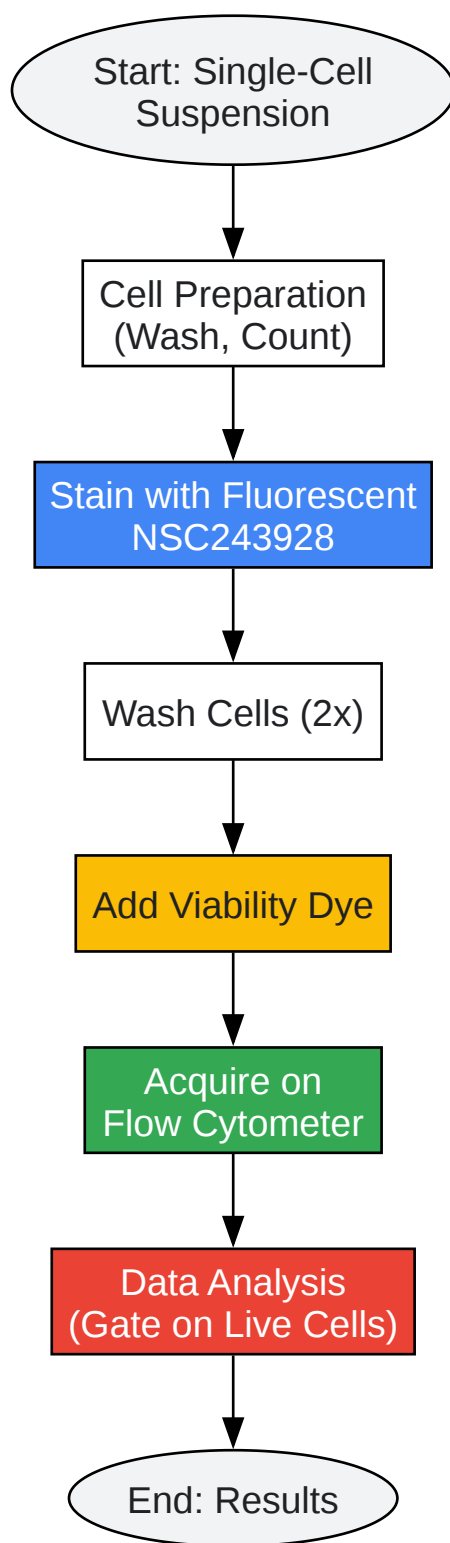 Start: Single-Cell
Suspension
Cell Preparation
(Wash, Count)
Stain with Fluorescent
NSC243928
Wash Cells (2x)
Add Viability Dye
Acquire on
Flow Cytometer
Data Analysis
(Gate on Live Cells)
End: Results